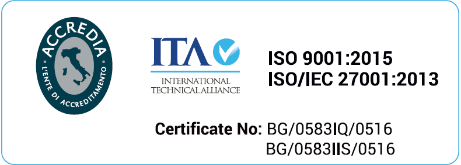 ACCREDIA
L'ENTE DI ACCREDITAMENTO
ITA
INTERNATIONAL
TECHNICAL ALLIANCE
ISO 9001:2015
ISO/IEC 27001:2013
Certificate No: BG/0583IQ/0516
BG/0583IIS/0516